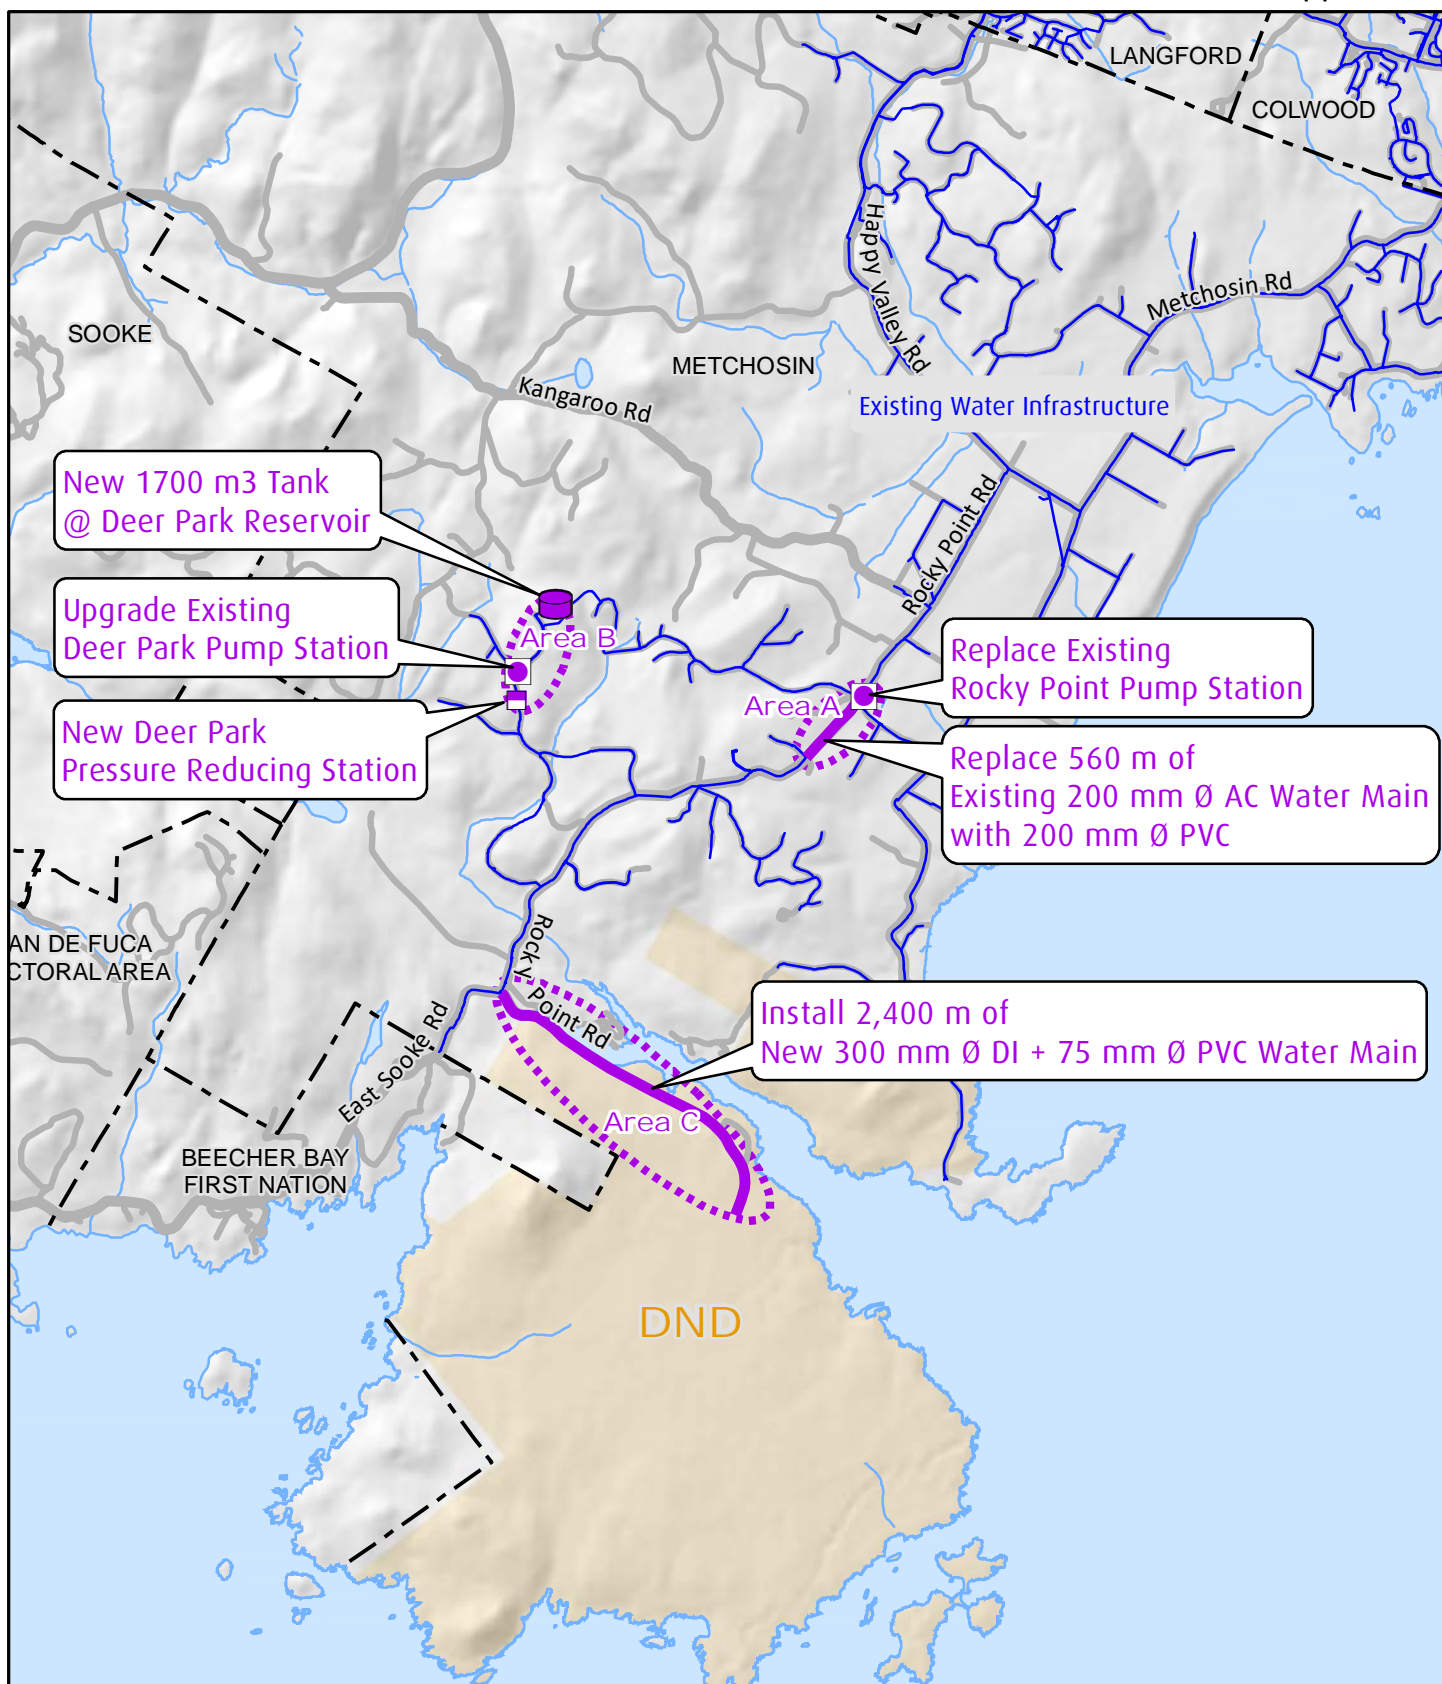 LANGFORD
COLWOOD
Happy Valley Rd
Metchosin Rd
SOOKE
METCHOSIN
Kangaroo Rd
Existing Water Infrastructure
New 1700 m3 Tank
@ Deer Park Reservoir
Rocky Point Rd
Upgrade Existing
Deer Park Pump Station
Area B
Replace Existing
Rocky Point Pump Station
Area A
New Deer Park
Pressure Reducing Station
Replace 560 m of
Existing 200 mm Ø AC Water Main
with 200 mm Ø PVC
AN DE FUCA
CTORAL AREA
Rocky
Point Rd
Install 2,400 m of
New 300 mm Ø DI + 75 mm Ø PVC Water Main
East Sooke Rd
Area C
BEECHER BAY
FIRST NATION
DND